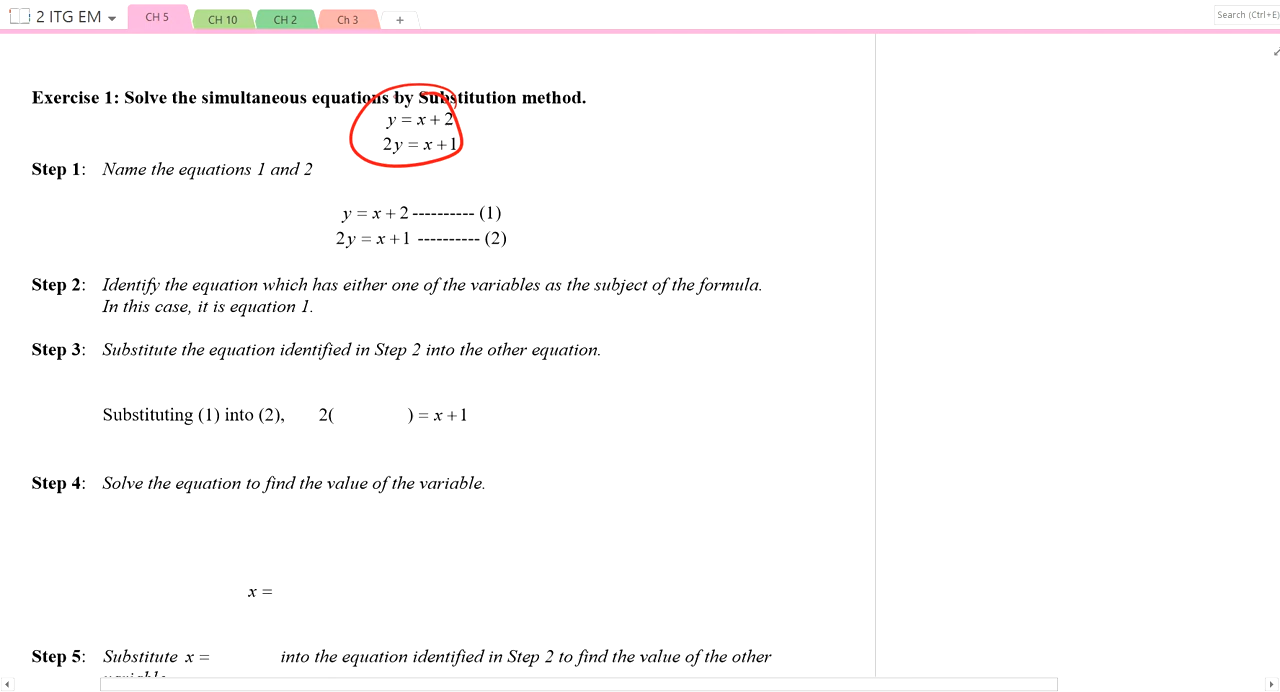 2 ITG EM
CH 5
CH 10
CH 2
Ch 3
+
Search (Ctrl+E)
Exercise 1: Solve the simultaneous equations by Substitution method.
y = x + 2
2y = x + 1
Step 1: Name the equations 1 and 2
y = x + 2 ---------- (1)
2y = x + 1 ---------- (2)
Step 2: Identify the equation which has either one of the variables as the subject of the formula.
In this case, it is equation 1.
Step 3: Substitute the equation identified in Step 2 into the other equation.
Substituting (1) into (2), 2( ) = x + 1
Step 4: Solve the equation to find the value of the variable.
x =
Step 5: Substitute x = into the equation identified in Step 2 to find the value of the other